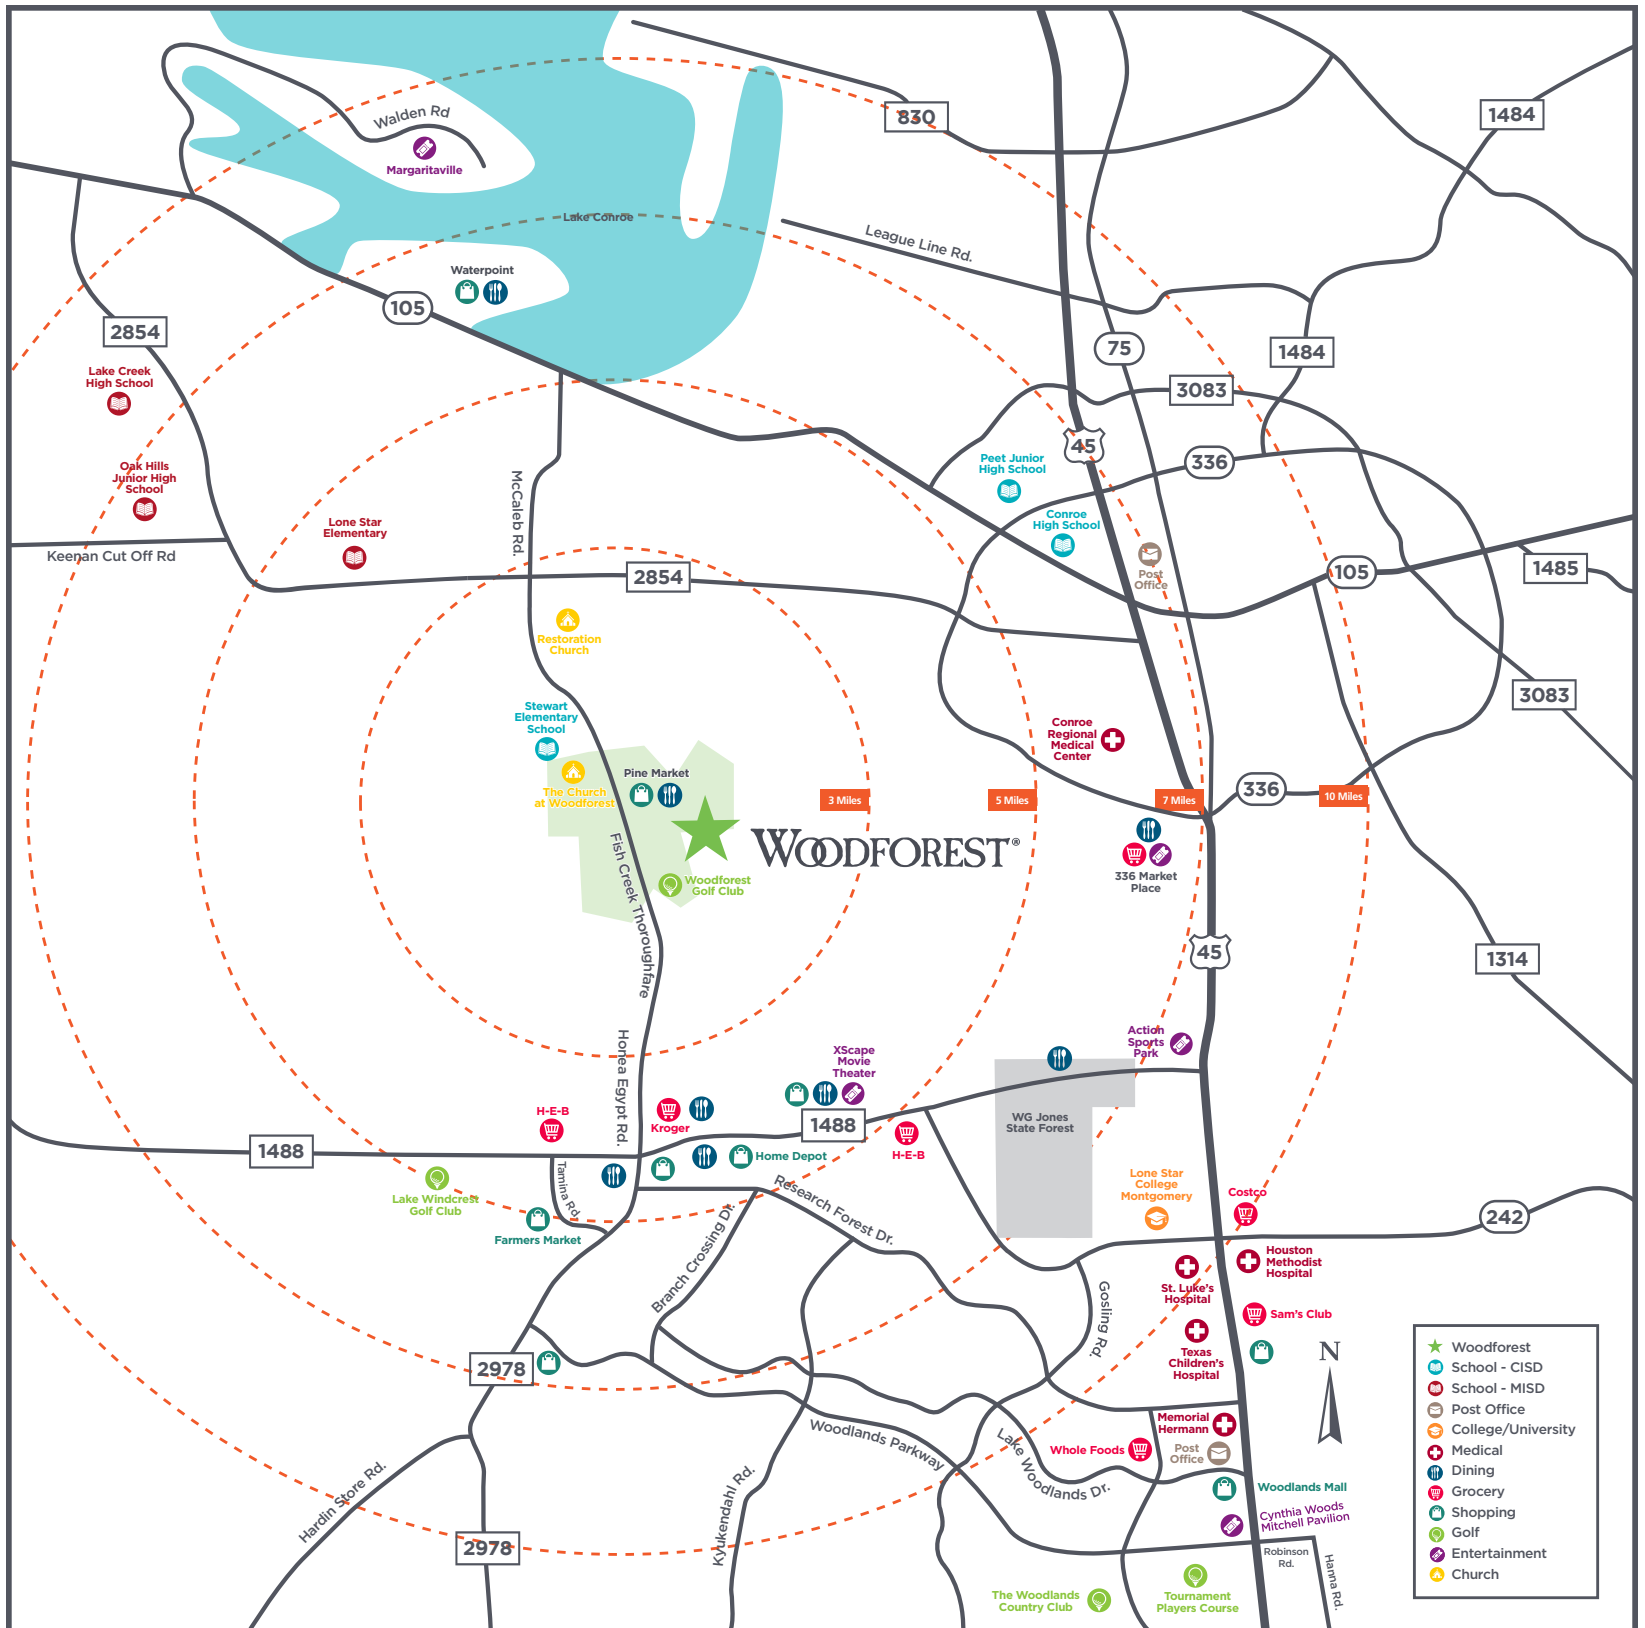 830
1484
Walden Rd
Margaritaville
Lake Conroe
League Line Rd.
Waterpoint
105
2854
75
1484
Lake Creek
High School
3083
45
336
Peet Junior
High School
Oak Hills
Junior High
School
McCaleb Rd.
Conroe
High School
Lone Star
Elementary
Keenan Cut Off Rd
2854
Post
Office
105
1485
Restoration
Church
3083
Stewart
Elementary
School
Conroe
Regional
Medical
Center
Pine Market
The Church
at Woodforest
3 Miles
5 Miles
7 Miles
336
10 Miles
WOODFOREST®
Fish Creek Thoroughfare
Woodforest
Golf Club
336 Market
Place
45
1314
Honea Egypt Rd.
Action
Sports
Park
XScape
Movie
Theater
H-E-B
Kroger
1488
WG Jones
State Forest
1488
H-E-B
Home Depot
Tamina Rd.
Lake Windcrest
Golf Club
Farmers Market
Research Forest Dr.
Branch Crossing Dr.
Lone Star
College
Montgomery
Costco
242
Houston
Methodist
Hospital
St. Luke's
Hospital
Gosling Rd.
Sam's Club
Texas
Children's
Hospital
2978
N
Woodforest
School - CISD
School - MISD
Post Office
College/University
Medical
Dining
Grocery
Shopping
Golf
Entertainment
Church
Memorial
Hermann
Whole Foods
Post
Office
Woodlands Parkway
Lake Woodlands Dr.
Woodlands Mall
Cynthia Woods
Mitchell Pavilion
Hardin Store Rd.
Kyukendahl Rd.
2978
Robinson
Rd.
Hanna Rd.
The Woodlands
Country Club
Tournament
Players Course